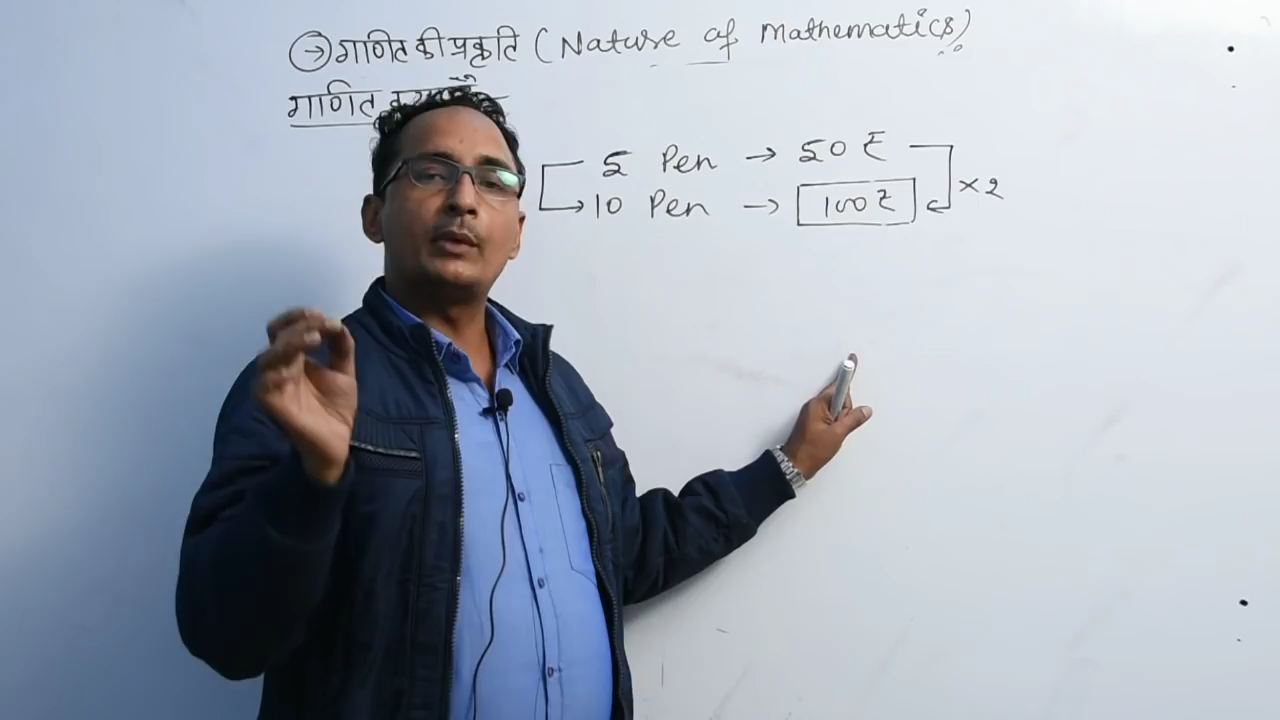 → गणित की प्रकृति (Nature of Mathematics)
गणित
5 Pen → 50 ₹
10 Pen → 100 ₹ ×2